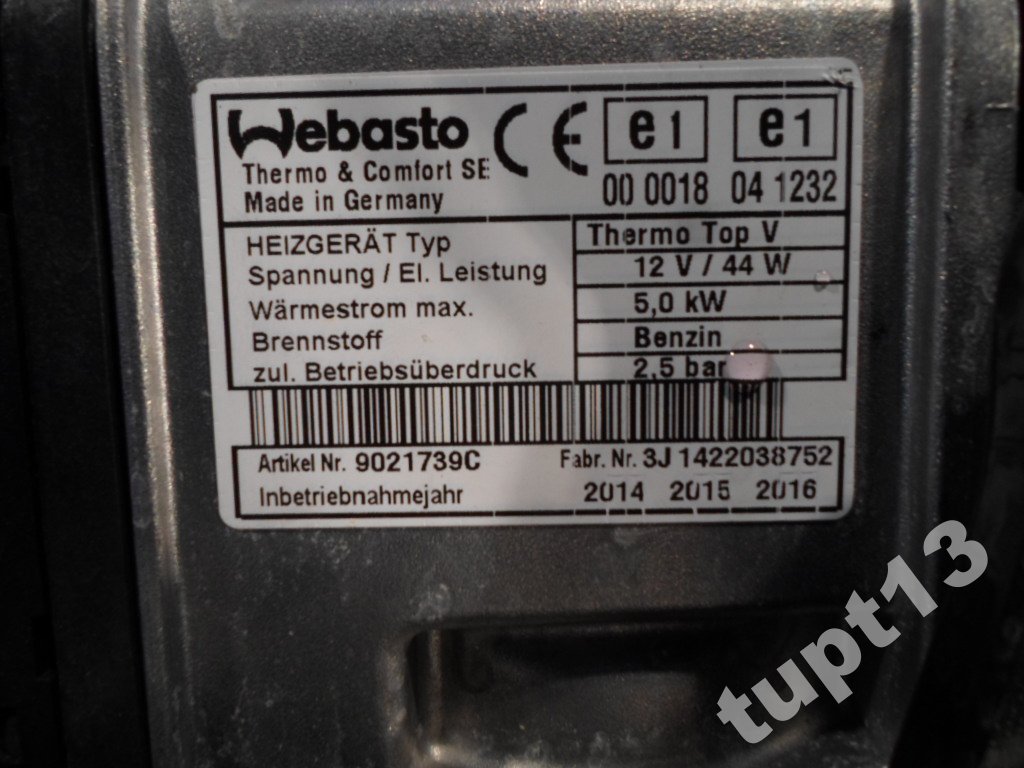 Webasto
Thermo & Comfort SE
Made in Germany
CE e1 e1
00 0018 04 1232
HEIZGERÄT Typ Thermo Top V
Spannung / El. Leistung 12 V / 44 W
Wärmestrom max. 5,0 kW
Brennstoff Benzin
zul. Betriebsüberdruck 2,5 bar
Artikel Nr. 9021739C Fabr. Nr. 3J 1422038752
Inbetriebnahmejahr 2014 2015 2016
tupt13